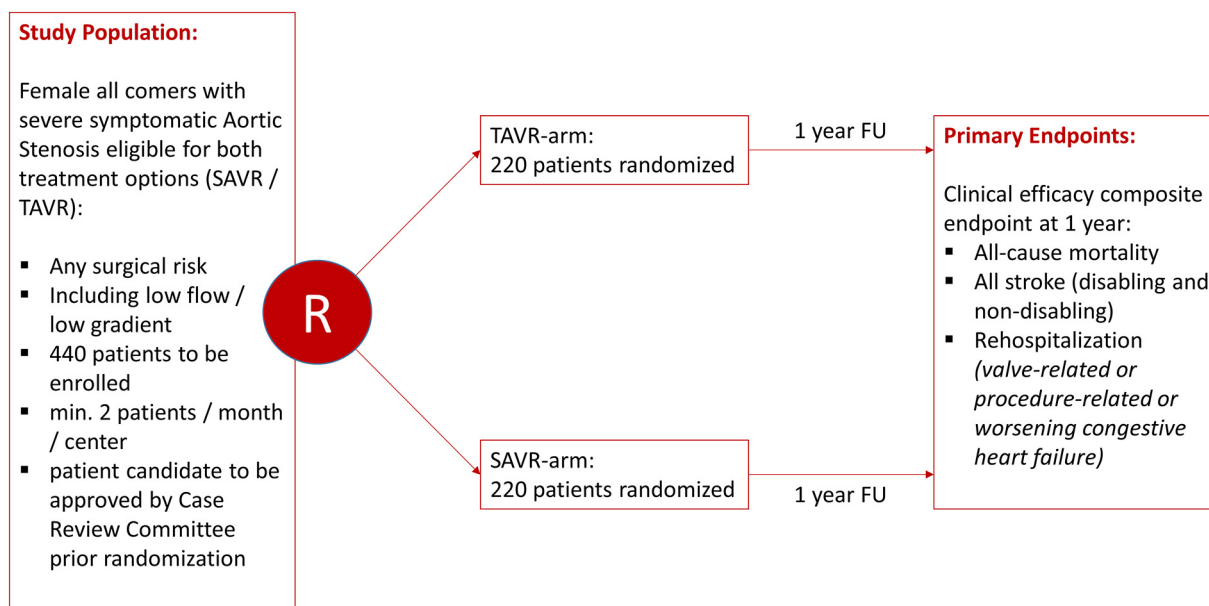 Study Population:
Female all comers with
severe symptomatic Aortic
Stenosis eligible for both
treatment options (SAVR /
TAVR):
▪ Any surgical risk
▪ Including low flow /
low gradient
▪ 440 patients to be
enrolled
▪ min. 2 patients / month
/ center
▪ patient candidate to be
approved by Case
Review Committee
prior randomization
R
TAVR-arm:
220 patients randomized
1 year FU
SAVR-arm:
220 patients randomized
1 year FU
Primary Endpoints:
Clinical efficacy composite
endpoint at 1 year:
▪ All-cause mortality
▪ All stroke (disabling and
non-disabling)
▪ Rehospitalization
(valve-related or
procedure-related or
worsening congestive
heart failure)